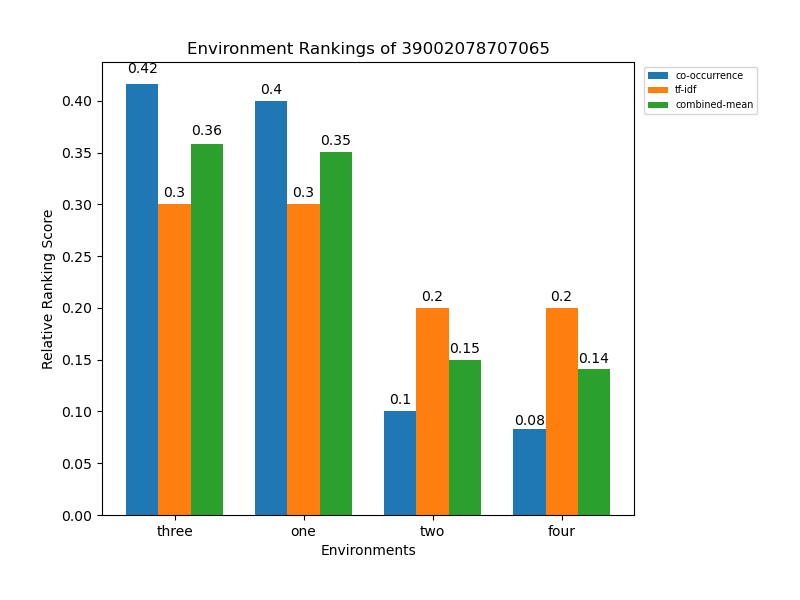 Environment Rankings of 39002078707065
co-occurrence
tf-idf
combined-mean
Relative Ranking Score
0.40
0.35
0.30
0.25
0.20
0.15
0.10
0.05
0.00
0.42
0.3
0.36
0.4
0.3
0.35
0.1
0.2
0.15
0.08
0.2
0.14
three
one
two
four
Environments